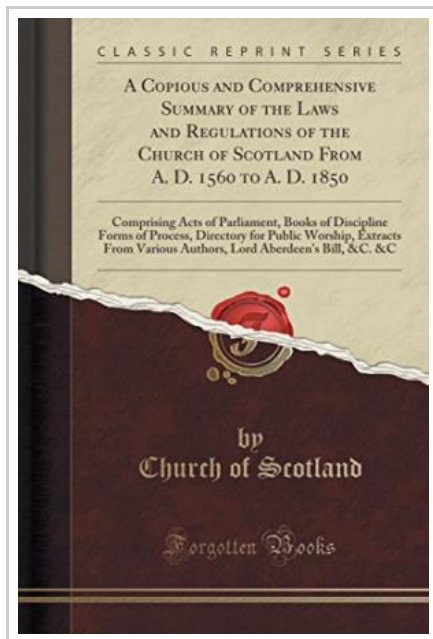 CLASSIC REPRINT SERIES
A COPIOUS AND COMPREHENSIVE
SUMMARY OF THE LAWS
AND REGULATIONS OF THE
CHURCH OF SCOTLAND FROM
A. D. 1560 TO A. D. 1850
Comprising Acts of Parliament, Books of Discipline
Forms of Process, Directory for Public Worship, Extracts
From Various Authors, Lord Aberdeen's Bill, &C. &C
by
Church of Scotland
Forgotten Books